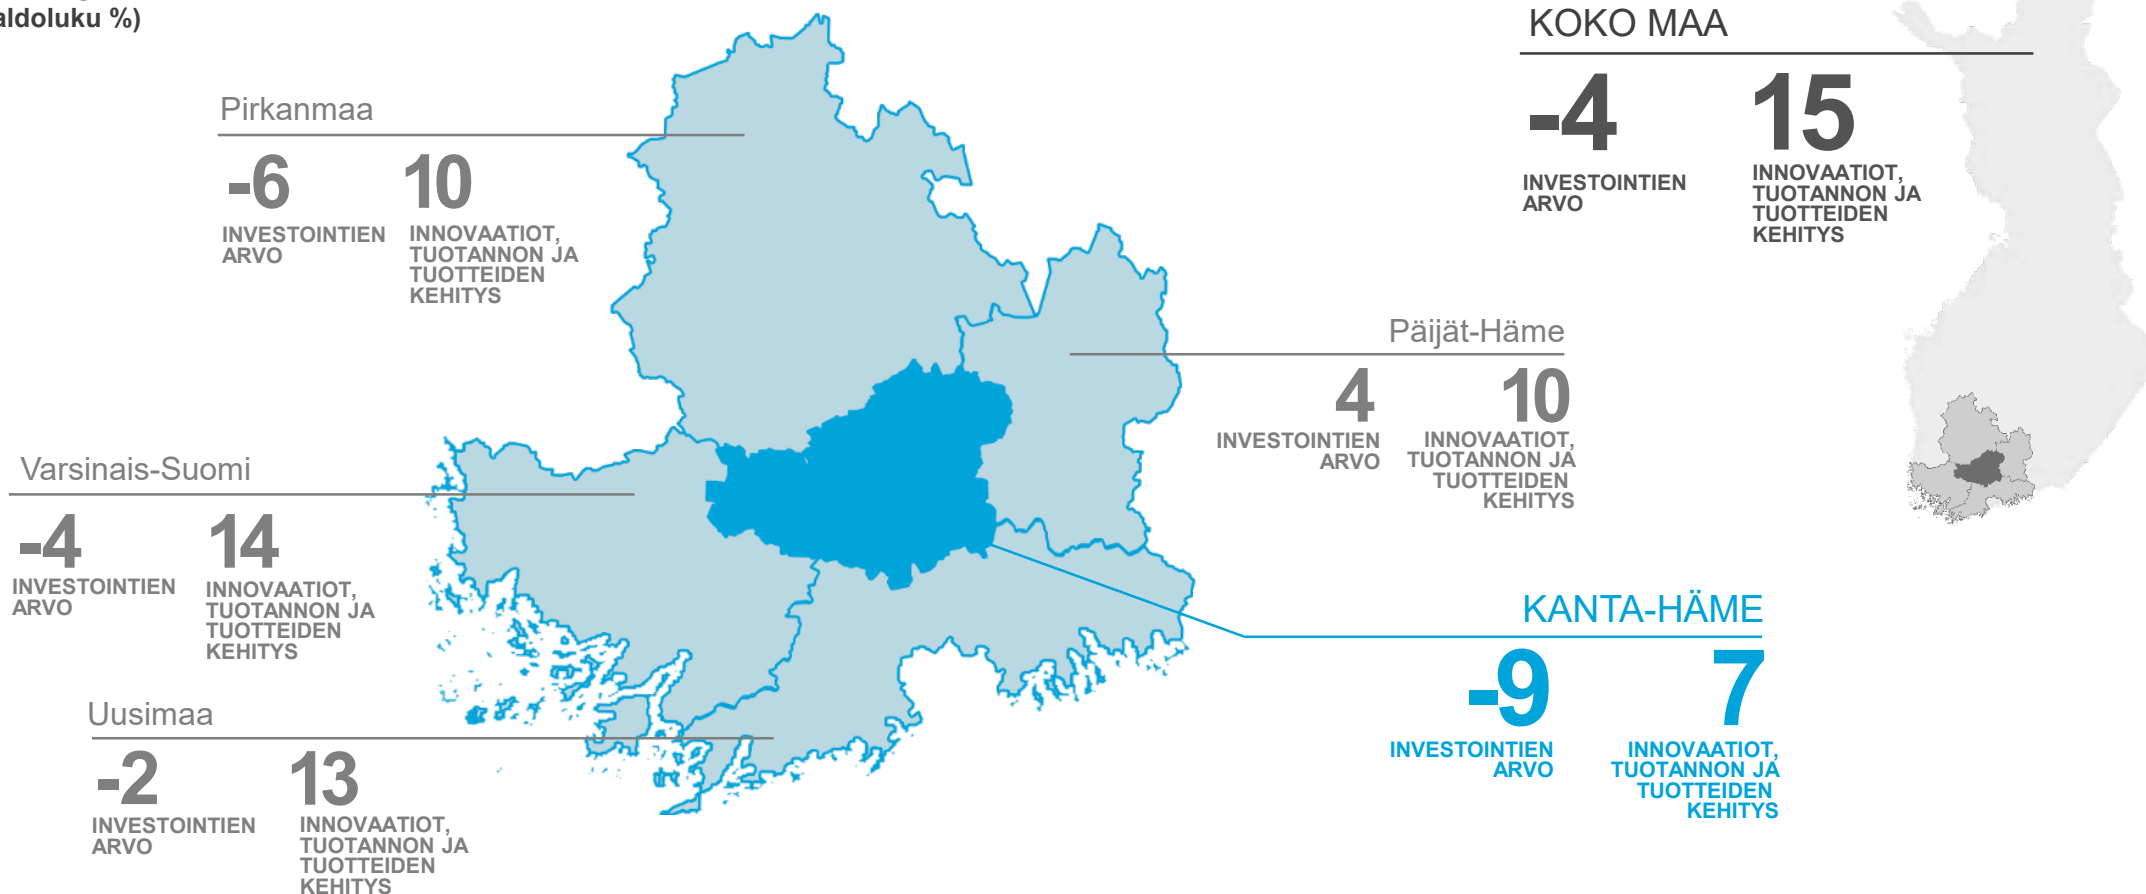 KOKO MAA
-4 15
INVESTOINTIEN
ARVO
INNOVAATIOT,
TUOTANNON JA
TUOTTEIDEN
KEHITYS
Pirkanmaa
-6 10
INVESTOINTIEN
ARVO
INNOVAATIOT,
TUOTANNON JA
TUOTTEIDEN
KEHITYS
Päijät-Häme
4 10
INVESTOINTIEN
ARVO
INNOVAATIOT,
TUOTANNON JA
TUOTTEIDEN
KEHITYS
Varsinais-Suomi
-4 14
INVESTOINTIEN
ARVO
INNOVAATIOT,
TUOTANNON JA
TUOTTEIDEN
KEHITYS
KANTA-HÄME
-9 7
INVESTOINTIEN
ARVO
INNOVAATIOT,
TUOTANNON JA
TUOTTEIDEN
KEHITYS
Uusimaa
-2 13
INVESTOINTIEN
ARVO
INNOVAATIOT,
TUOTANNON JA
TUOTTEIDEN
KEHITYS